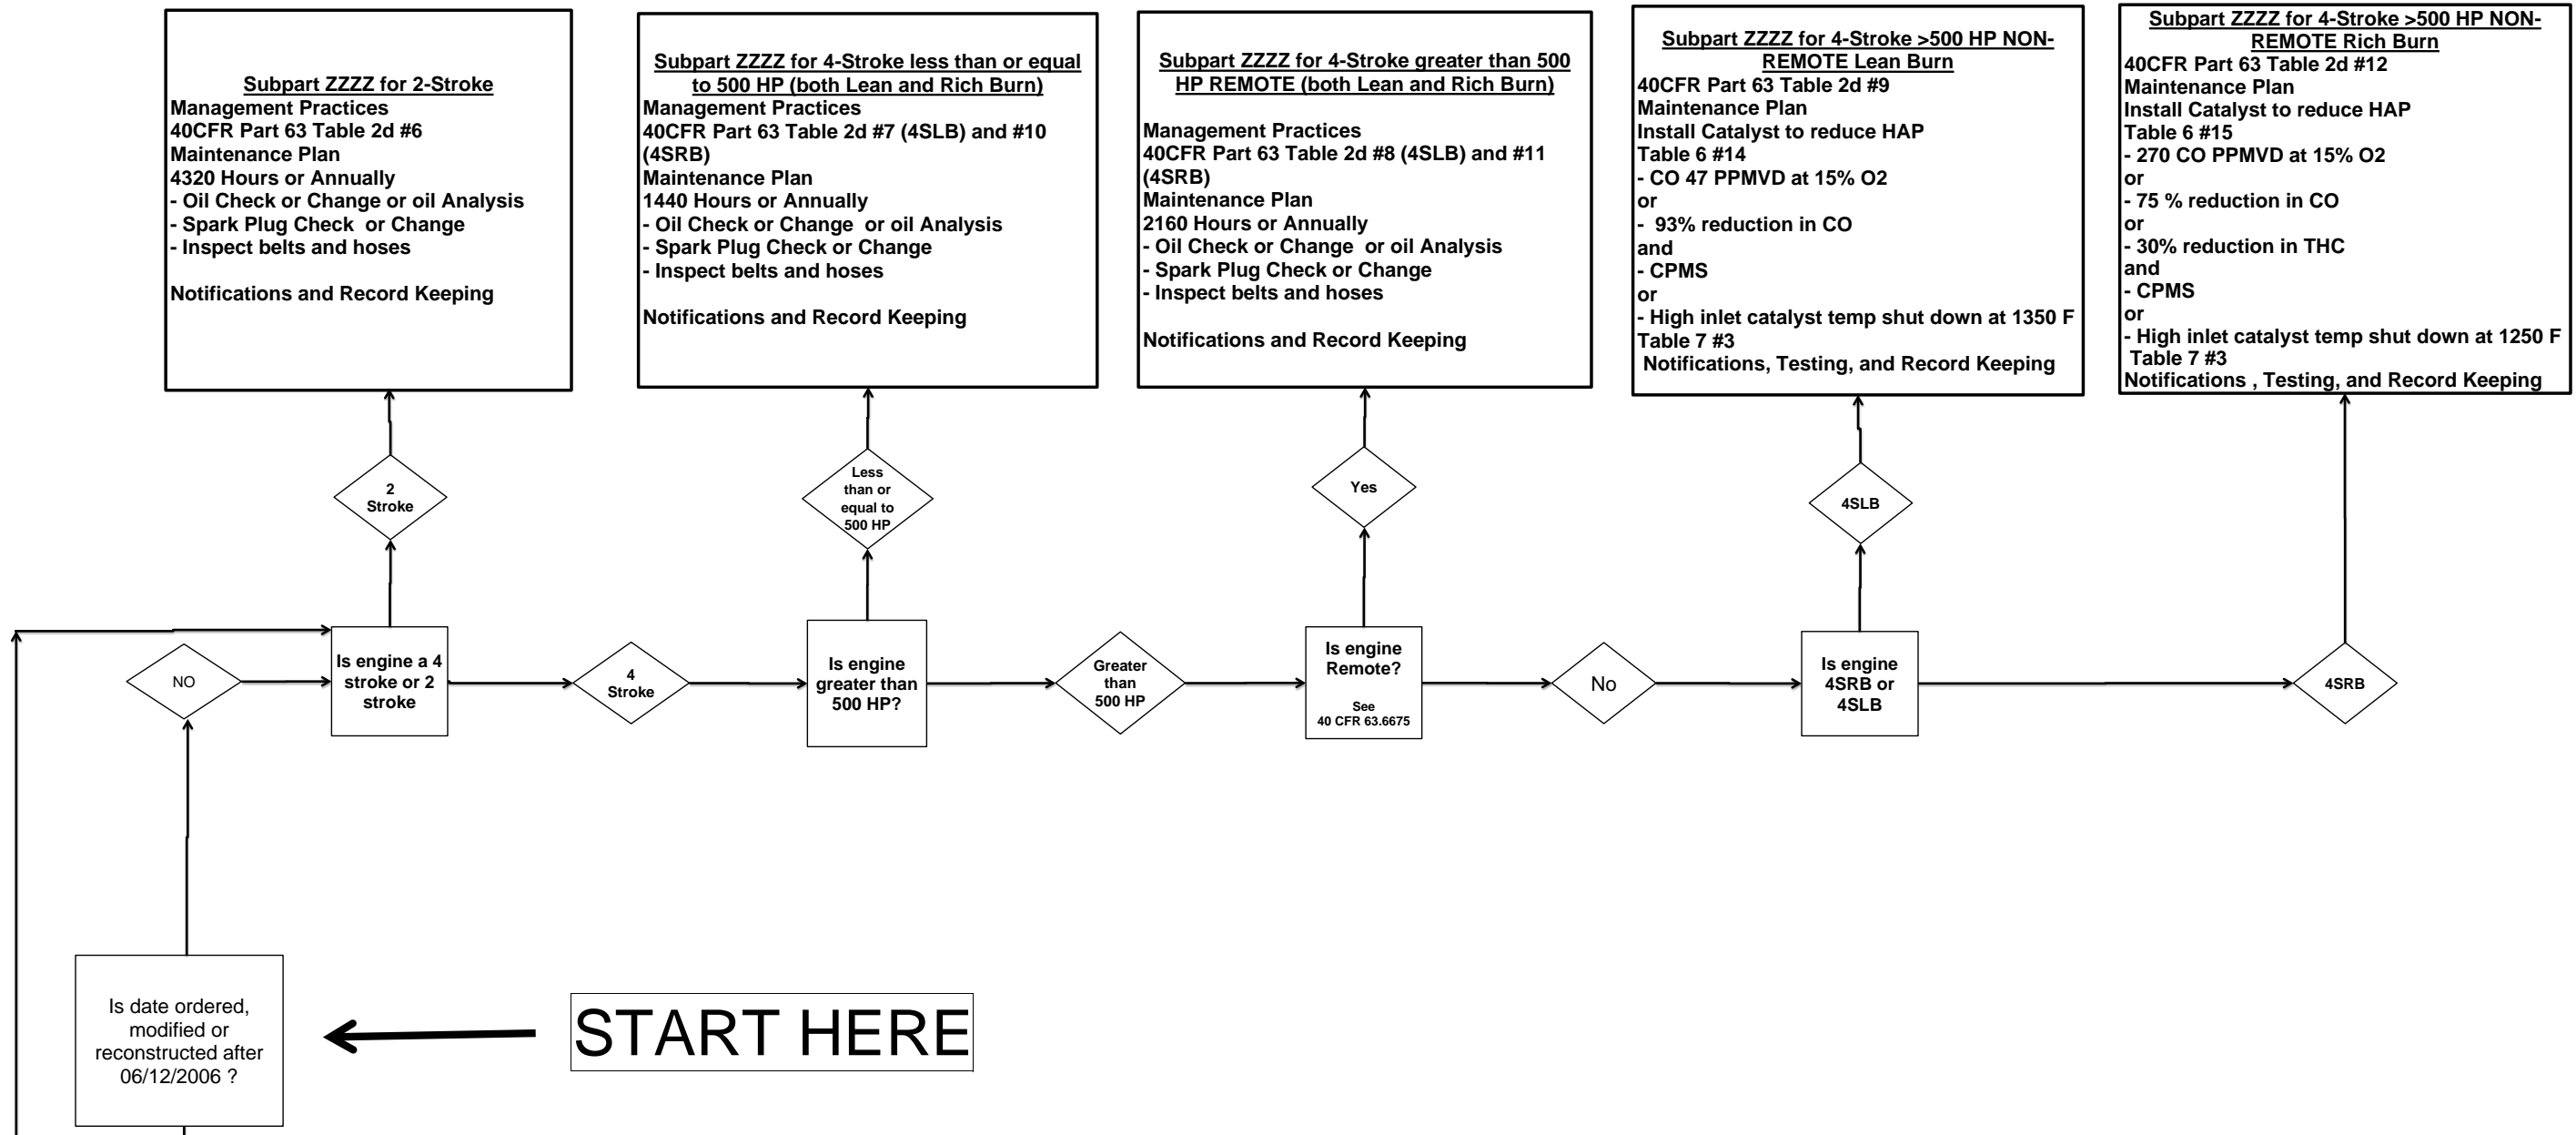 Subpart ZZZZ for 2-Stroke
Management Practices
40CFR Part 63 Table 2d #6
Maintenance Plan
4320 Hours or Annually
- Oil Check or Change or oil Analysis
- Spark Plug Check  or Change
- Inspect belts and hoses
Notifications and Record Keeping
Subpart ZZZZ for 4-Stroke less than or equal
to 500 HP (both Lean and Rich Burn)
Management Practices
40CFR Part 63 Table 2d #7 (4SLB) and #10
(4SRB)
Maintenance Plan
1440 Hours or Annually
- Oil Check or Change  or oil Analysis
- Spark Plug Check or Change
- Inspect belts and hoses
Notifications and Record Keeping
Subpart ZZZZ for 4-Stroke greater than 500
HP REMOTE (both Lean and Rich Burn)
Management Practices
40CFR Part 63 Table 2d #8 (4SLB) and #11
(4SRB)
Maintenance Plan
2160 Hours or Annually
- Oil Check or Change  or oil Analysis
- Spark Plug Check or Change
- Inspect belts and hoses
Notifications and Record Keeping
Subpart ZZZZ for 4-Stroke >500 HP NON-
REMOTE Lean Burn
40CFR Part 63 Table 2d #9
Maintenance Plan
Install Catalyst to reduce HAP
Table 6 #14
- CO 47 PPMVD at 15% O2
or
-  93% reduction in CO
and
- CPMS
or
- High inlet catalyst temp shut down at 1350 F
Table 7 #3
Notifications, Testing, and Record Keeping
Subpart ZZZZ for 4-Stroke >500 HP NON-
REMOTE Rich Burn
40CFR Part 63 Table 2d #12
Maintenance Plan
Install Catalyst to reduce HAP
Table 6 #15
- 270 CO PPMVD at 15% O2
or
- 75 % reduction in CO
or
- 30% reduction in THC
and
- CPMS
or
- High inlet catalyst temp shut down at 1250 F
Table 7 #3
Notifications , Testing, and Record Keeping
2
Stroke
Less
than or
equal to
500 HP
Yes
4SLB
NO
Is engine a 4
stroke or 2
stroke
4
Stroke
Is engine
greater than
500 HP?
Greater
than
500 HP
Is engine
Remote?
See
40 CFR 63.6675
No
Is engine
4SRB or
4SLB
4SRB
Is date ordered,
modified or
reconstructed after
06/12/2006 ?
START HERE